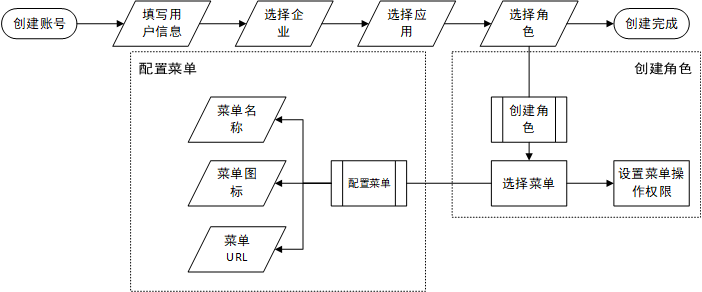 创建账号
填写用
户信息
选择企
业
选择应
用
选择角
色
创建完成
配置菜单
创建角色
菜单名
称
创建角
色
菜单图
标
配置菜单
选择菜单
设置菜单操
作权限
菜单
URL